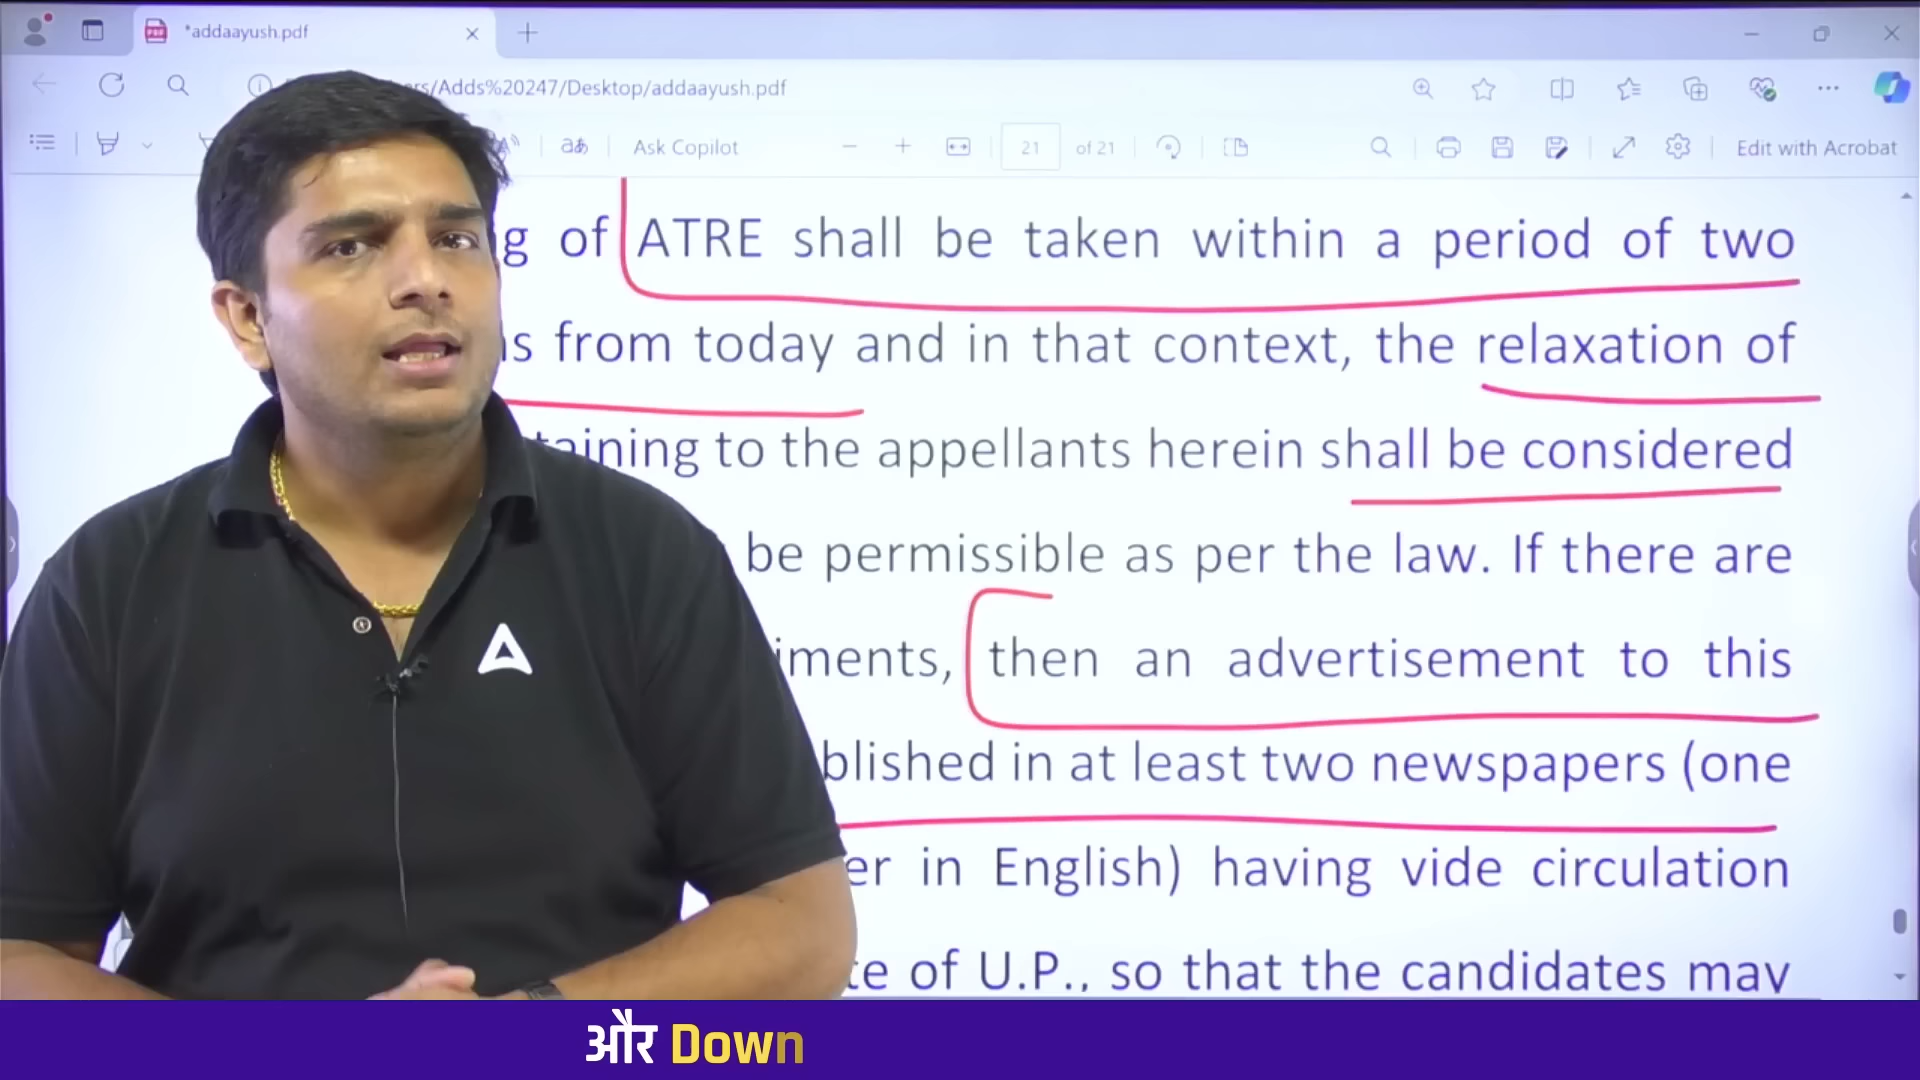 *addaayush.pdf
/Adds%20247/Desktop/addaayush.pdf
aあ Ask Copilot 21 of 21 Edit with Acrobat
g of ATRE shall be taken within a period of two
from today and in that context, the relaxation of
taining to the appellants herein shall be considered
be permissible as per the law. If there are
iments, then an advertisement to this
blished in at least two newspapers (one
er in English) having vide circulation
te of U.P., so that the candidates may
और Down